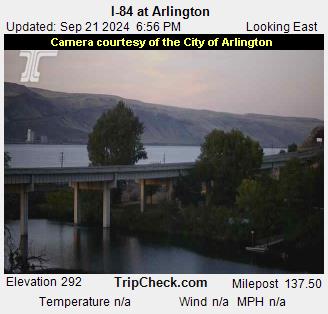 I-84 at Arlington
Updated: Sep 21 2024 6:56 PM Looking East
Camera courtesy of the City of Arlington
Elevation 292 TripCheck.com Milepost 137.50
Temperature n/a Wind n/a MPH n/a